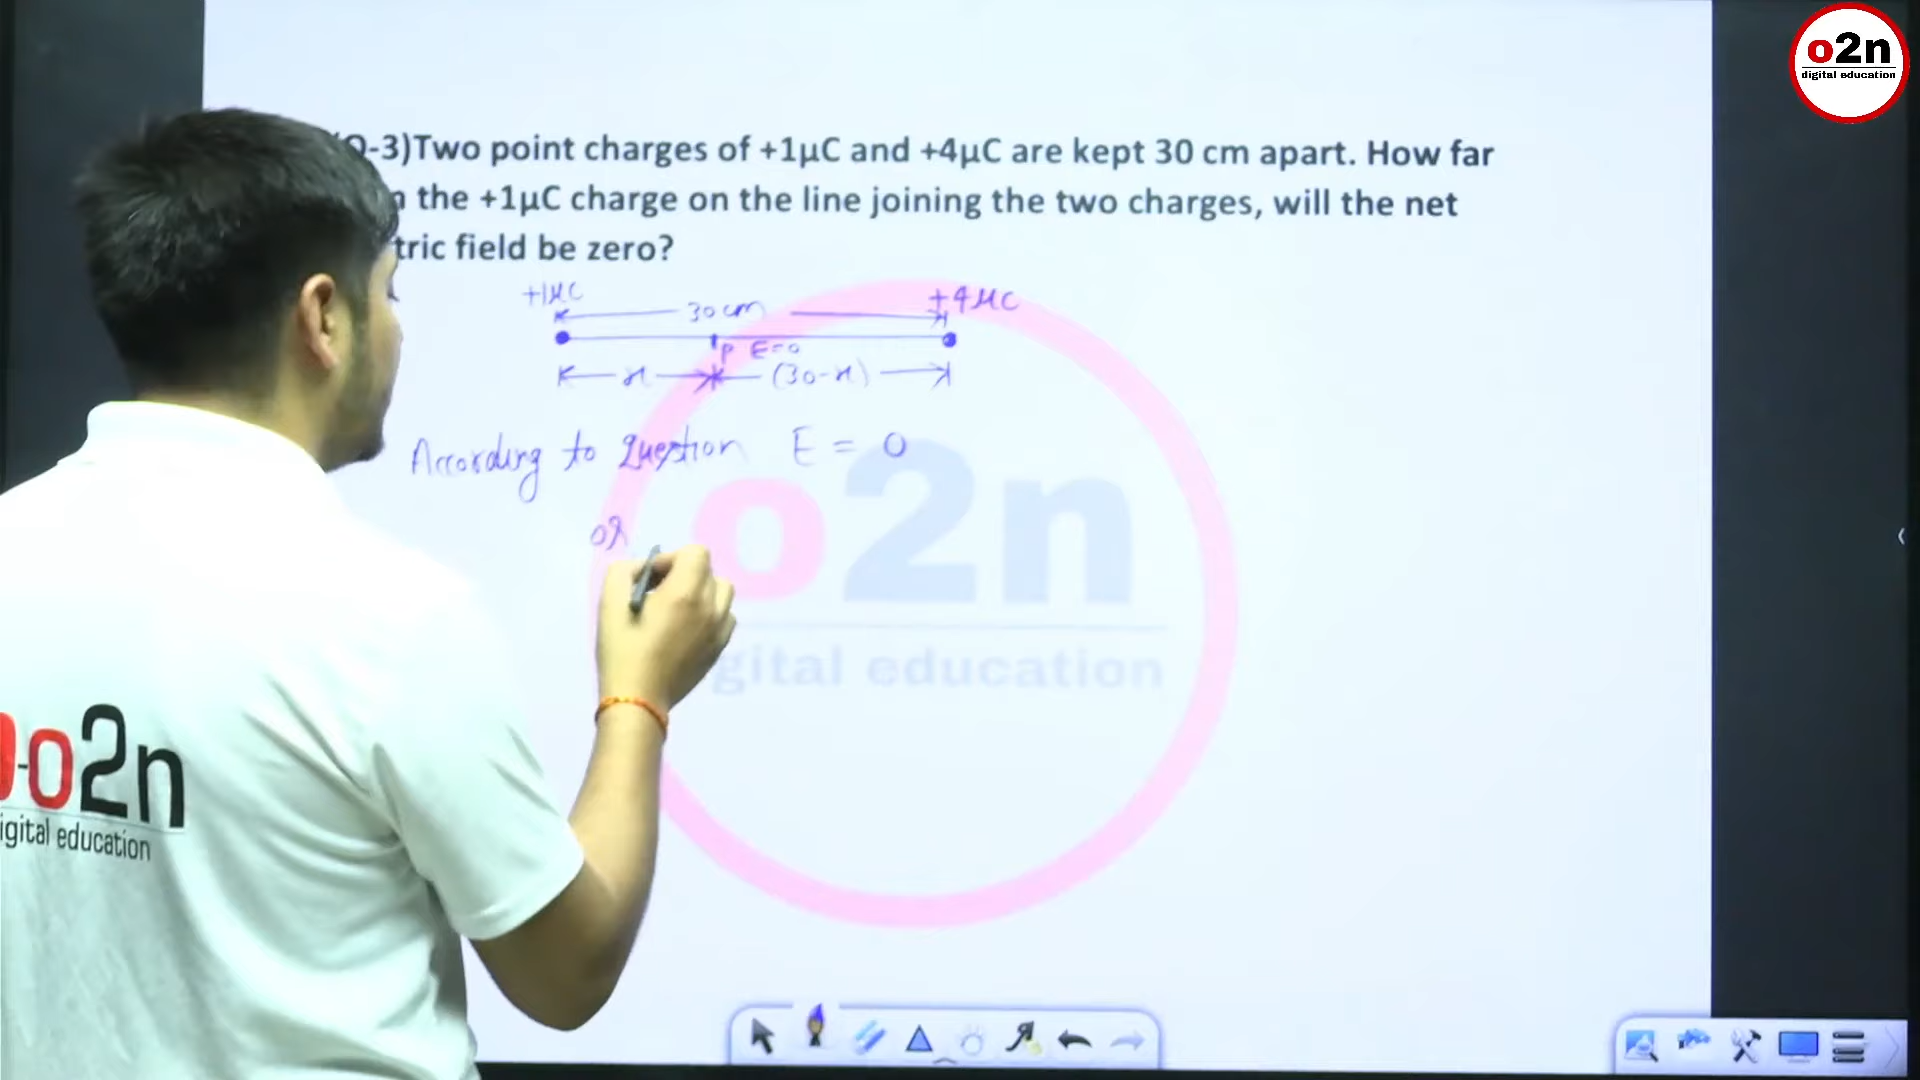 o2n
digital education
Q-3)Two point charges of +1μC and +4μC are kept 30 cm apart. How far
the +1μC charge on the line joining the two charges, will the net
tric field be zero?
+1μC
30 cm
+4μC
P E=0
x
(30-x)
According to question E = 0
or
o2n
gital education
o2n
igital education